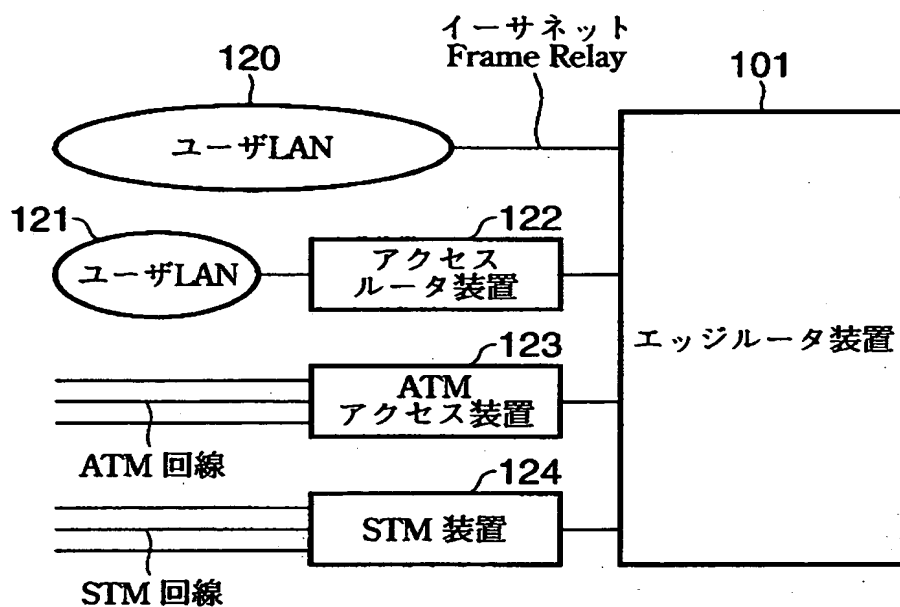 イーサネット
Frame Relay
120
101
ユーザLAN
121
122
ユーザLAN
アクセス
ルータ装置
エッジルータ装置
123
ATM
アクセス装置
ATM 回線
124
STM 装置
STM 回線